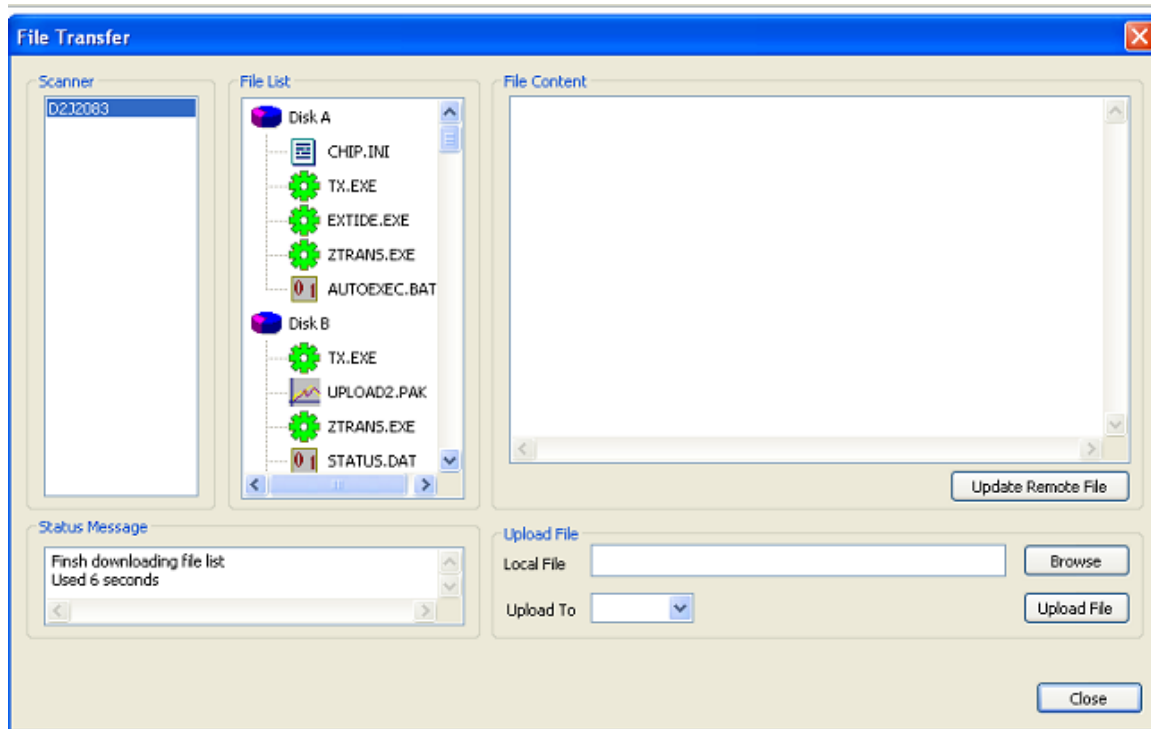 File Transfer
Scanner
D2J2083
File List
Disk A
CHIP.INI
TX.EXE
EXTIDE.EXE
ZTRANS.EXE
AUTOEXEC.BAT
Disk B
TX.EXE
UPLOAD2.PAK
ZTRANS.EXE
STATUS.DAT
File Content
Update Remote File
Status Message
Finsh downloading file list
Used 6 seconds
Upload File
Local File
Browse
Upload To
Upload File
Close